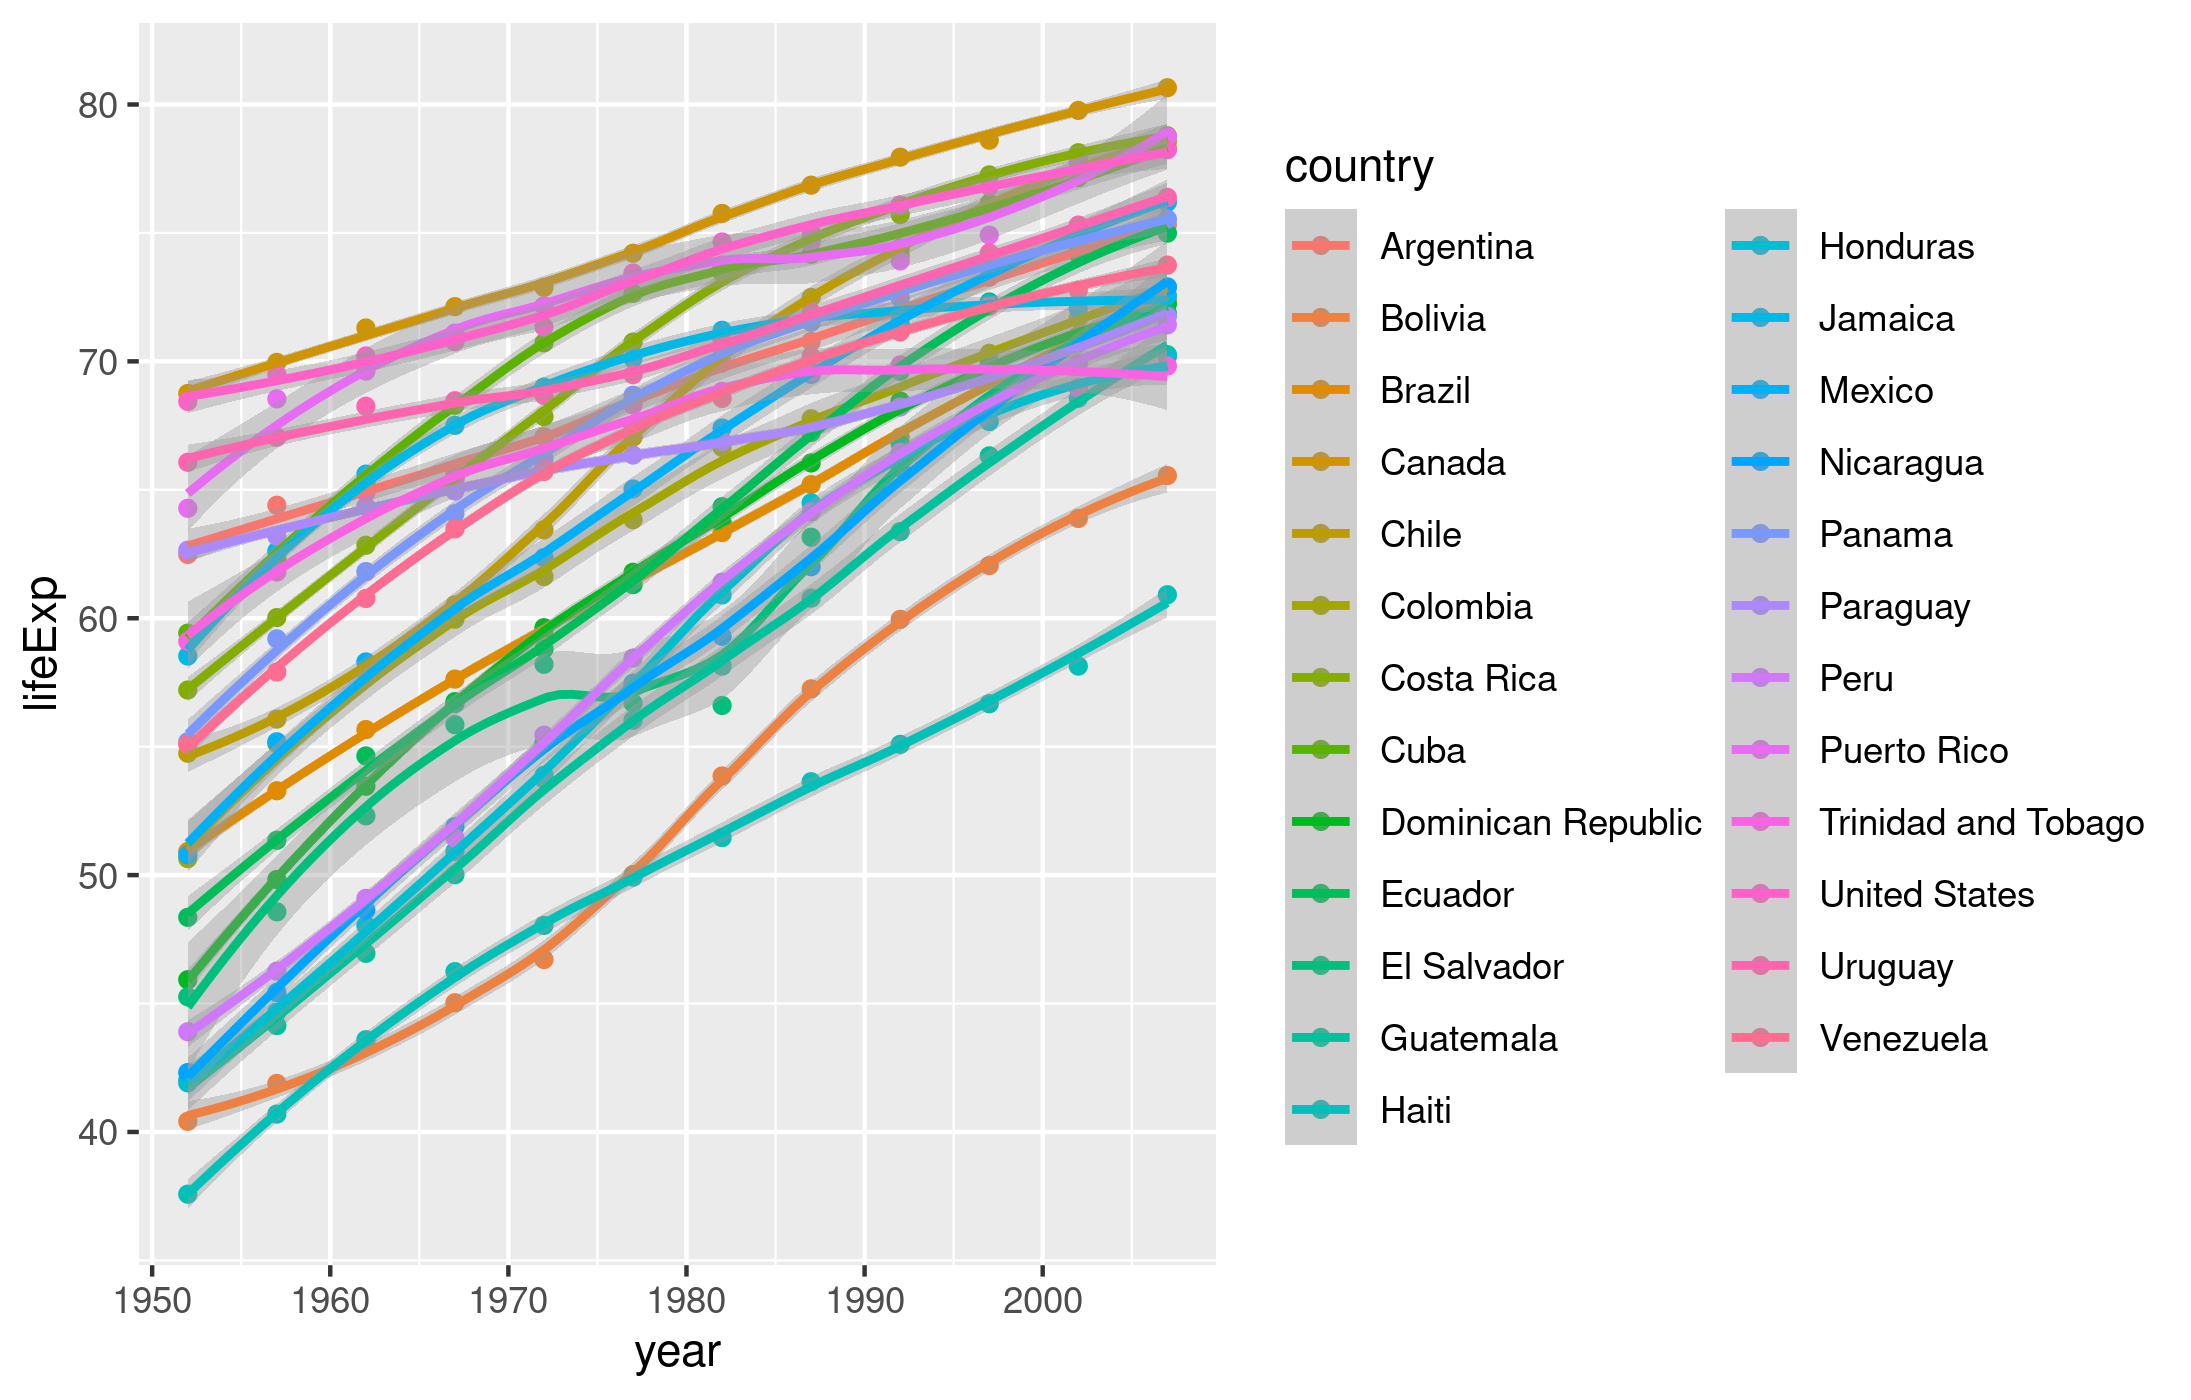 lifeExp
80
70
60
50
40
1950 1960 1970 1980 1990 2000
year
country
Argentina
Bolivia
Brazil
Canada
Chile
Colombia
Costa Rica
Cuba
Dominican Republic
Ecuador
El Salvador
Guatemala
Haiti
Honduras
Jamaica
Mexico
Nicaragua
Panama
Paraguay
Peru
Puerto Rico
Trinidad and Tobago
United States
Uruguay
Venezuela